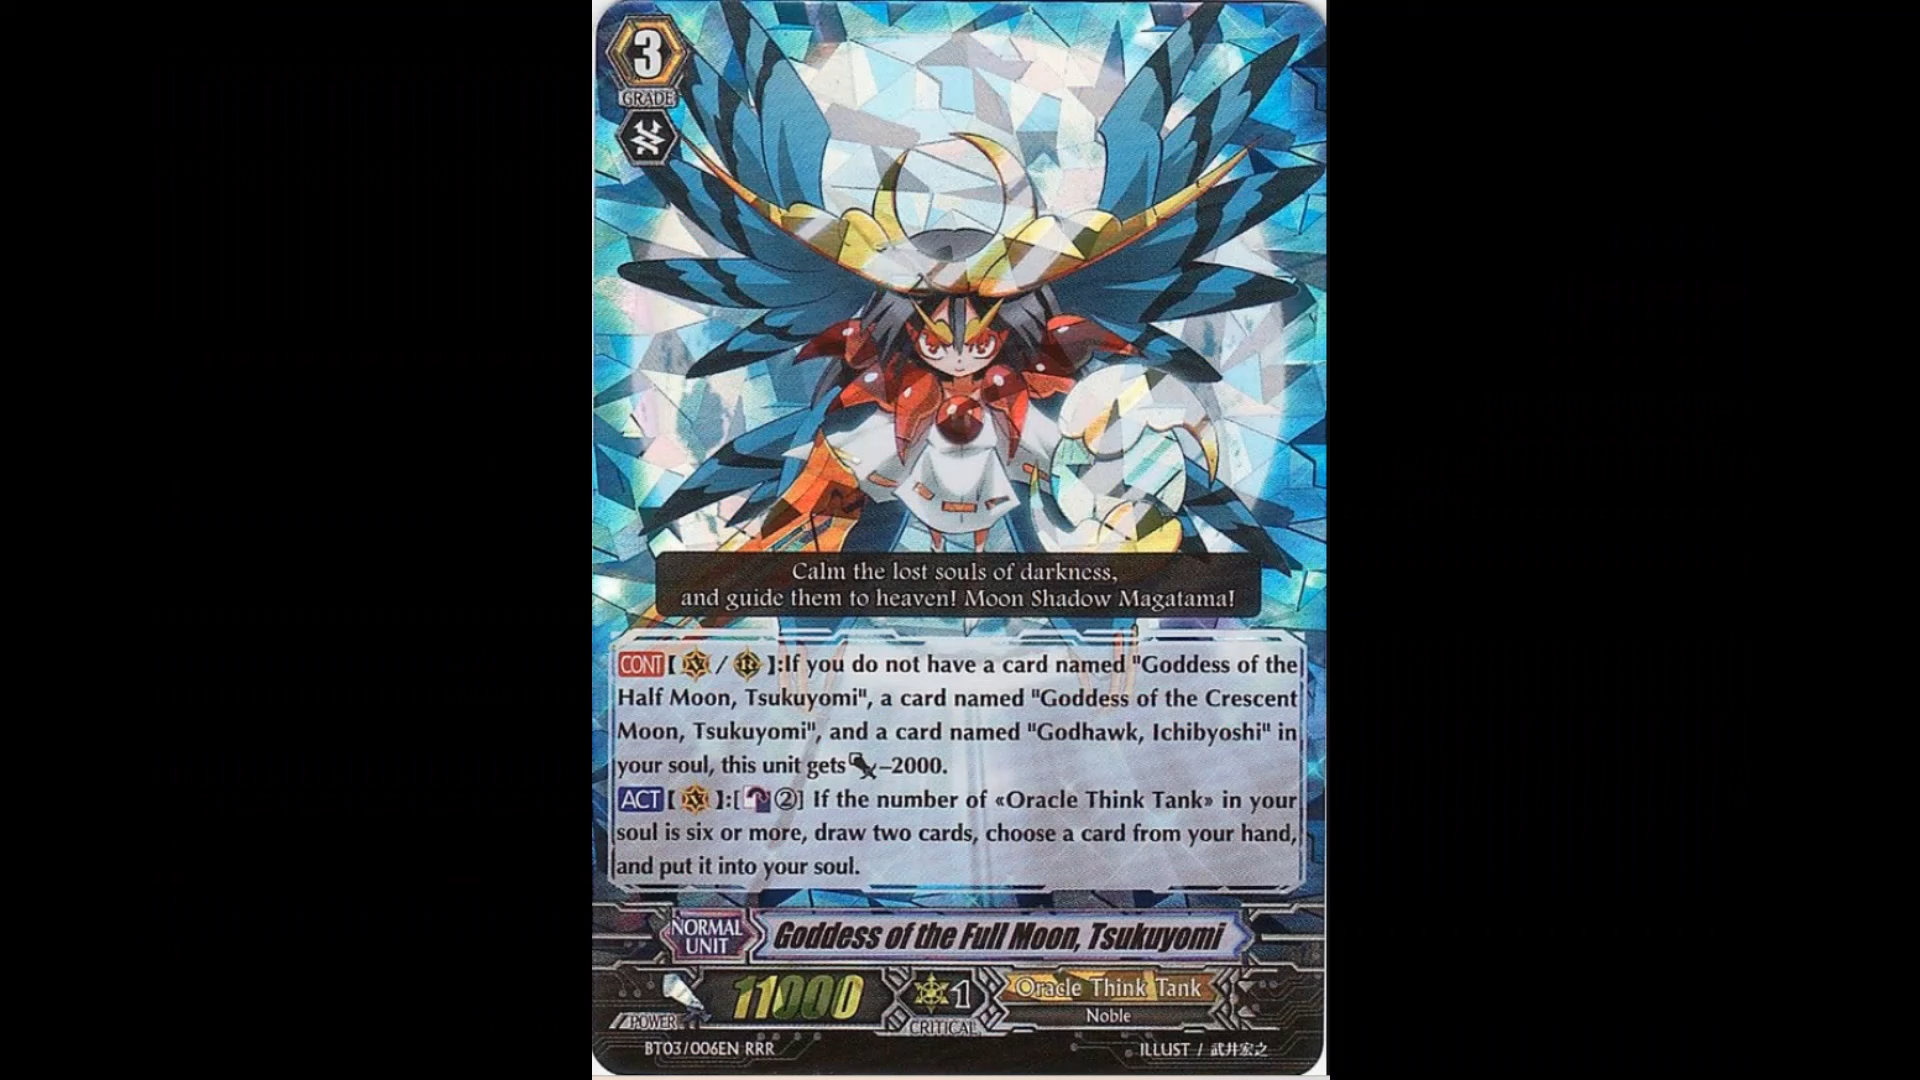 3
GRADE
Calm the lost souls of darkness,
and guide them to heaven! Moon Shadow Magatama!
CONT【 V / R 】:If you do not have a card named "Goddess of the
Half Moon, Tsukuyomi", a card named "Goddess of the Crescent
Moon, Tsukuyomi", and a card named "Godhawk, Ichibyoshi" in
your soul, this unit gets –2000.
ACT【 V 】:[ ②] If the number of «Oracle Think Tank» in your
soul is six or more, draw two cards, choose a card from your hand,
and put it into your soul.
NORMAL
UNIT
Goddess of the Full Moon, Tsukuyomi
POWER
11000
1
CRITICAL
Oracle Think Tank
Noble
BT03/006EN RRR
ILLUST / 武井宏之